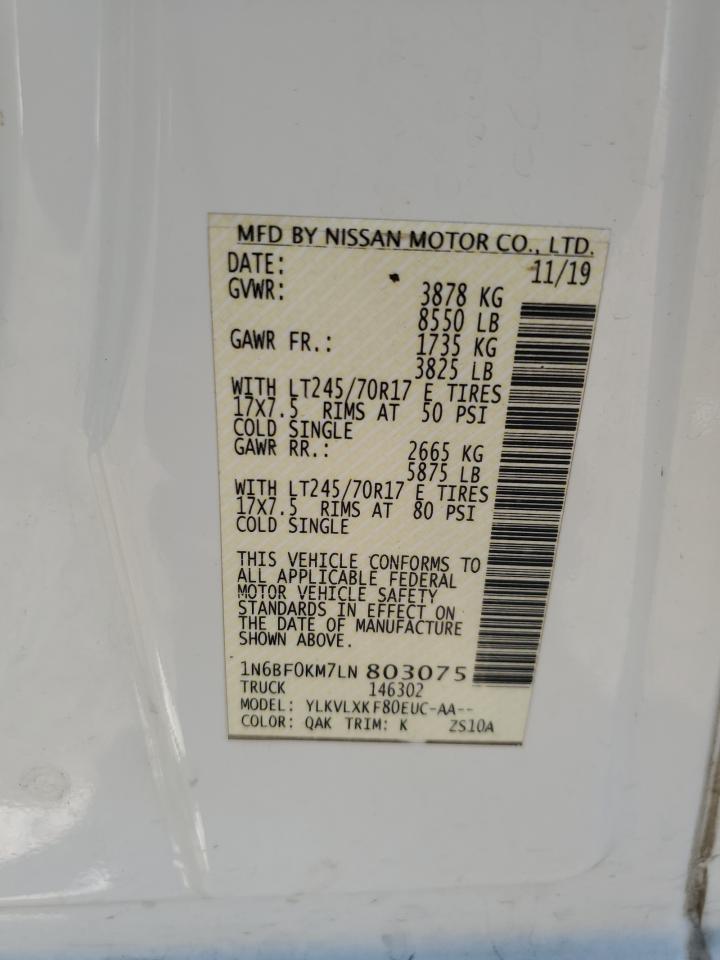 MFD BY NISSAN MOTOR CO., LTD.
DATE: 11/19
GVWR: 3878 KG
8550 LB
GAWR FR.: 1735 KG
3825 LB
WITH LT245/70R17 E TIRES
17X7.5 RIMS AT 50 PSI
COLD SINGLE
GAWR RR.: 2665 KG
5875 LB
WITH LT245/70R17 E TIRES
17X7.5 RIMS AT 80 PSI
COLD SINGLE
THIS VEHICLE CONFORMS TO
ALL APPLICABLE FEDERAL
MOTOR VEHICLE SAFETY
STANDARDS IN EFFECT ON
THE DATE OF MANUFACTURE
SHOWN ABOVE.
1N6BF0KM7LN 803075
TRUCK 146302
MODEL: YLKVLXKF80EUC-AA--
COLOR: QAK TRIM: K ZS10A